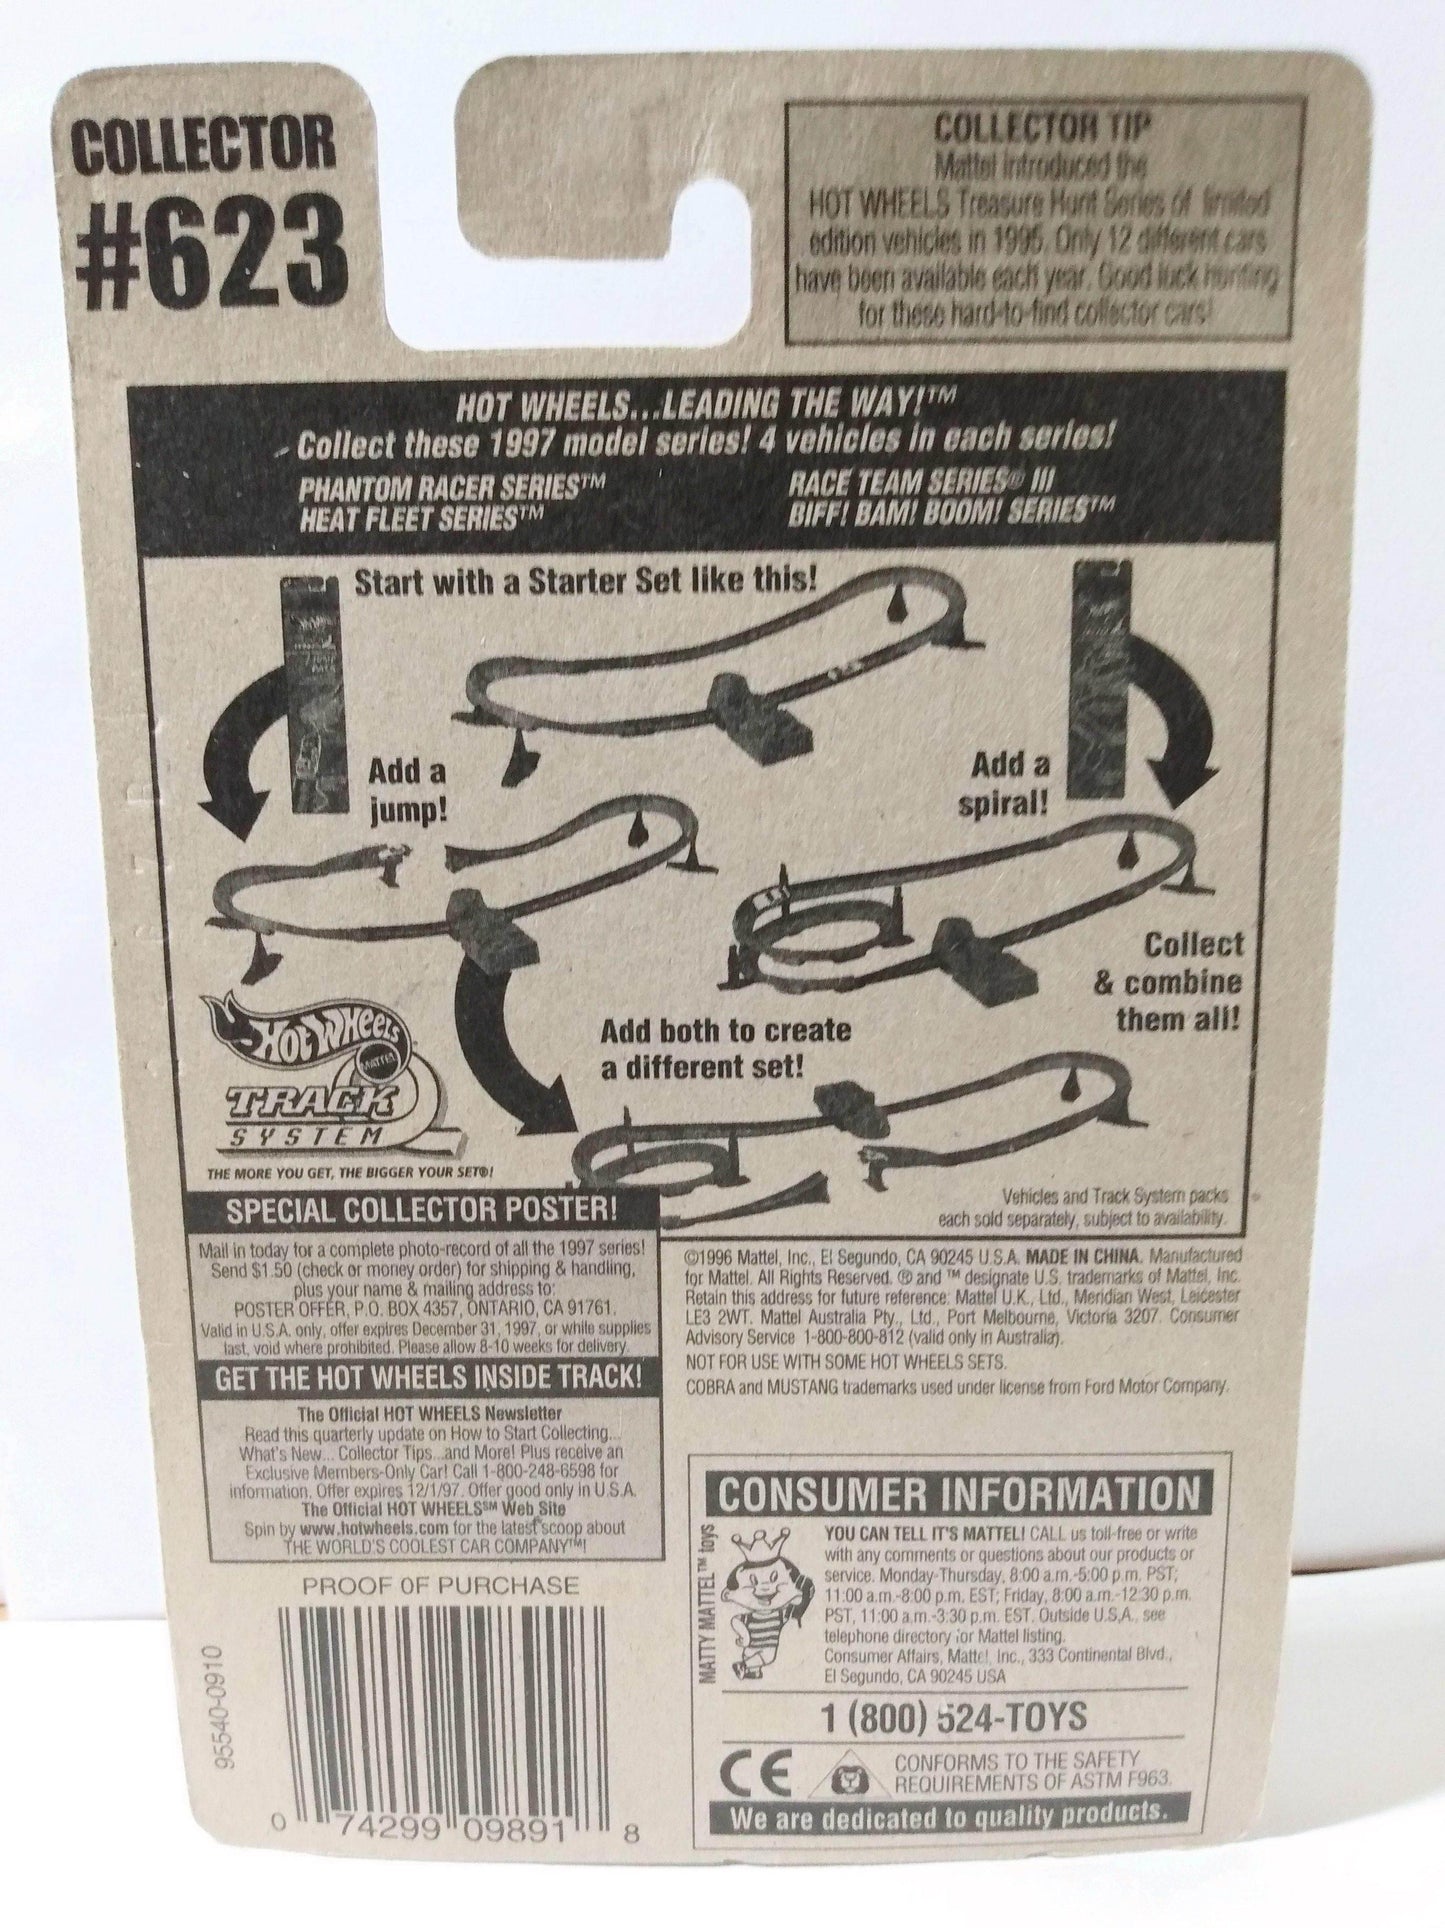 COLLECTOR
#623
COLLECTOR TIP
Mattel introduced the
HOT WHEELS Treasure Hunt Series of limited
edition vehicles in 1995. Only 12 different cars
have been available each year. Good luck hunting
for these hard-to-find collector cars!
HOT WHEELS...LEADING THE WAY!™
Collect these 1997 model series! 4 vehicles in each series!
PHANTOM RACER SERIES™
HEAT FLEET SERIES™
RACE TEAM SERIES® III
BIFF! BAM! BOOM! SERIES™
Start with a Starter Set like this!
Add a
jump!
Add a
spiral!
Collect
& combine
them all!
Add both to create
a different set!
HOT WHEELS
MATTEL
TRACK
SYSTEM
THE MORE YOU GET, THE BIGGER YOUR SET®!
Vehicles and Track System packs
each sold separately, subject to availability.
SPECIAL COLLECTOR POSTER!
Mail in today for a complete photo-record of all the 1997 series!
Send $1.50 (check or money order) for shipping & handling,
plus your name & mailing address to:
POSTER OFFER, P.O. BOX 4357, ONTARIO, CA 91761.
Valid in U.S.A. only, offer expires December 31, 1997, or while supplies
last, void where prohibited. Please allow 8-10 weeks for delivery.
GET THE HOT WHEELS INSIDE TRACK!
The Official HOT WHEELS Newsletter
Read this quarterly update on How to Start Collecting...
What's New... Collector Tips...and More! Plus receive an
Exclusive Members-Only Car! Call 1-800-248-6598 for
information. Offer expires 12/1/97. Offer good only in U.S.A.
The Official HOT WHEELS℠ Web Site
Spin by www.hotwheels.com for the latest scoop about
THE WORLD'S COOLEST CAR COMPANY™!
©1996 Mattel, Inc., El Segundo, CA 90245 U.S.A. MADE IN CHINA. Manufactured
for Mattel. All Rights Reserved. ® and ™ designate U.S. trademarks of Mattel, Inc.
Retain this address for future reference: Mattel U.K., Ltd., Meridian West, Leicester
LE3 2WT. Mattel Australia Pty., Ltd., Port Melbourne, Victoria 3207. Consumer
Advisory Service 1-800-800-812 (valid only in Australia).
NOT FOR USE WITH SOME HOT WHEELS SETS.
COBRA and MUSTANG trademarks used under license from Ford Motor Company.
PROOF OF PURCHASE
95540-0910
0 74299 09891 8
CONSUMER INFORMATION
MATTY MATTEL™ toys
YOU CAN TELL IT'S MATTEL! CALL us toll-free or write
with any comments or questions about our products or
service. Monday-Thursday, 8:00 a.m.-5:00 p.m. PST;
11:00 a.m.-8:00 p.m. EST; Friday, 8:00 a.m.-12:30 p.m.
PST, 11:00 a.m.-3:30 p.m. EST. Outside U.S.A., see
telephone directory for Mattel listing.
Consumer Affairs, Mattel, Inc., 333 Continental Blvd.,
El Segundo, CA 90245 USA
1 (800) 524-TOYS
CE
CONFORMS TO THE SAFETY
REQUIREMENTS OF ASTM F963.
We are dedicated to quality products.